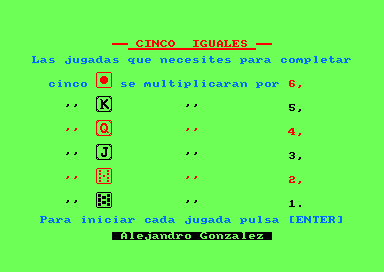 CINCO IGUALES
Las jugadas que necesites para completar
cinco se multiplicaran por 6,
,, K ,, 5,
,, Q ,, 4,
,, J ,, 3,
,, ,, 2,
,, ,, 1.
Para iniciar cada jugada pulsa [ENTER]
Alejandro Gonzalez